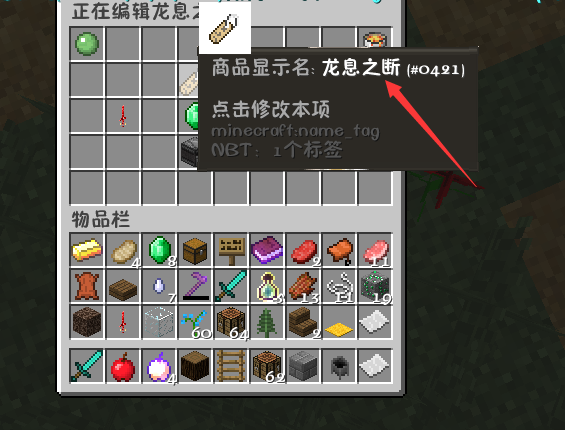 正在编辑龙息之
商品显示名: 龙息之断 (#0421)
点击修改本项
minecraft:name_tag
NBT: 1个标签
物品栏
4
8
2
11
7
3
13
11
19
60
64
2
4
62